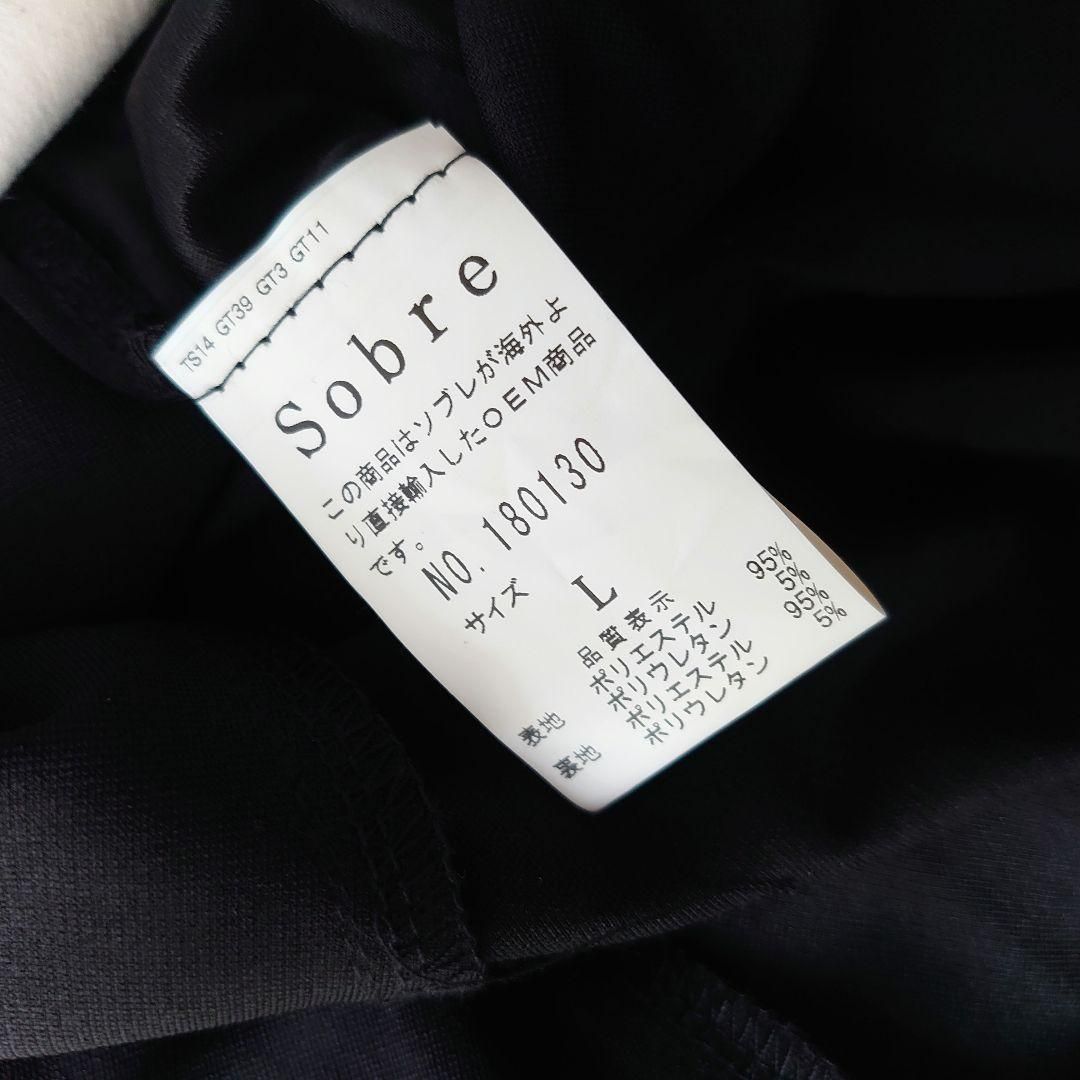 TS14 GT39 GT3 GT11
Sobre
この商品はソブレが海外よ
り直接輸入したOEM商品
です。
NO. 180130
サイズ L
品質表示
表地 ポリエステル 95%
ポリウレタン 5%
裏地 ポリエステル 95%
ポリウレタン 5%